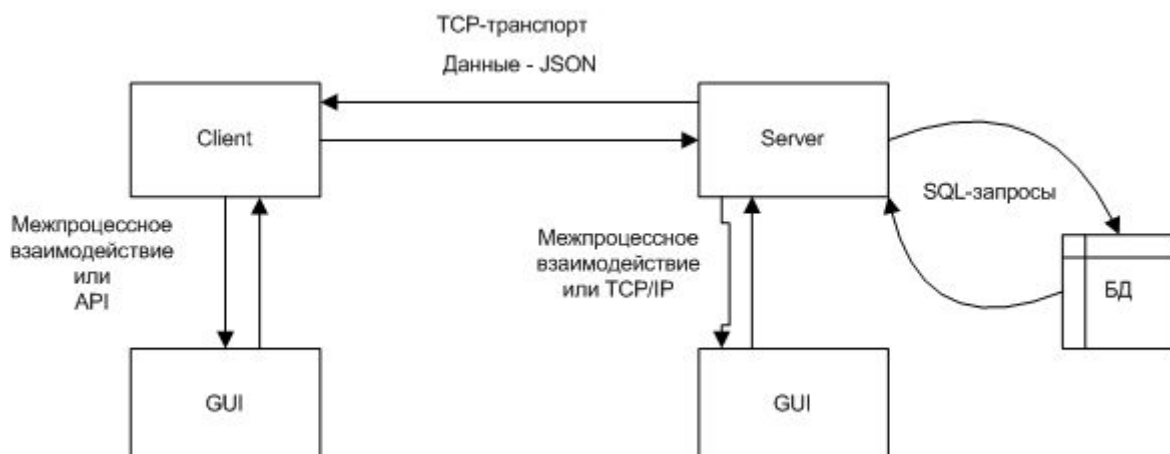 TCP-транспорт
Данные - JSON
Client
Server
SQL-запросы
Межпроцессное
взаимодействие
или
API
Межпроцессное
взаимодействие
или TCP/IP
БД
GUI
GUI